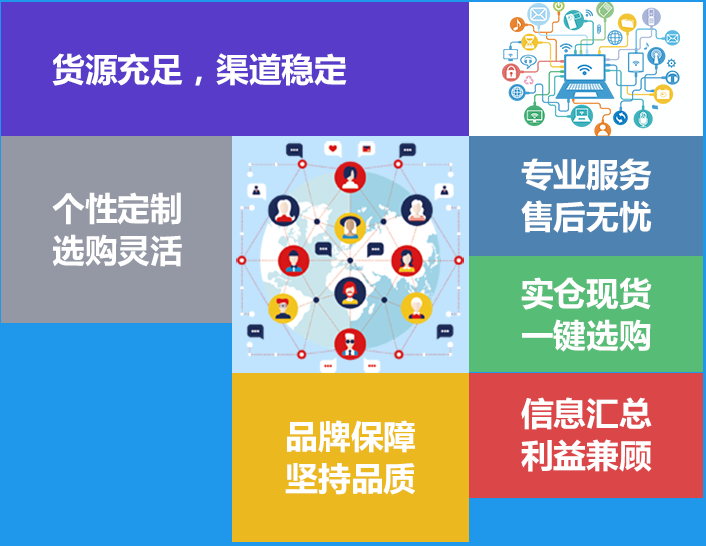 货源充足，渠道稳定
个性定制
选购灵活
专业服务
售后无忧
实仓现货
一键选购
品牌保障
坚持品质
信息汇总
利益兼顾